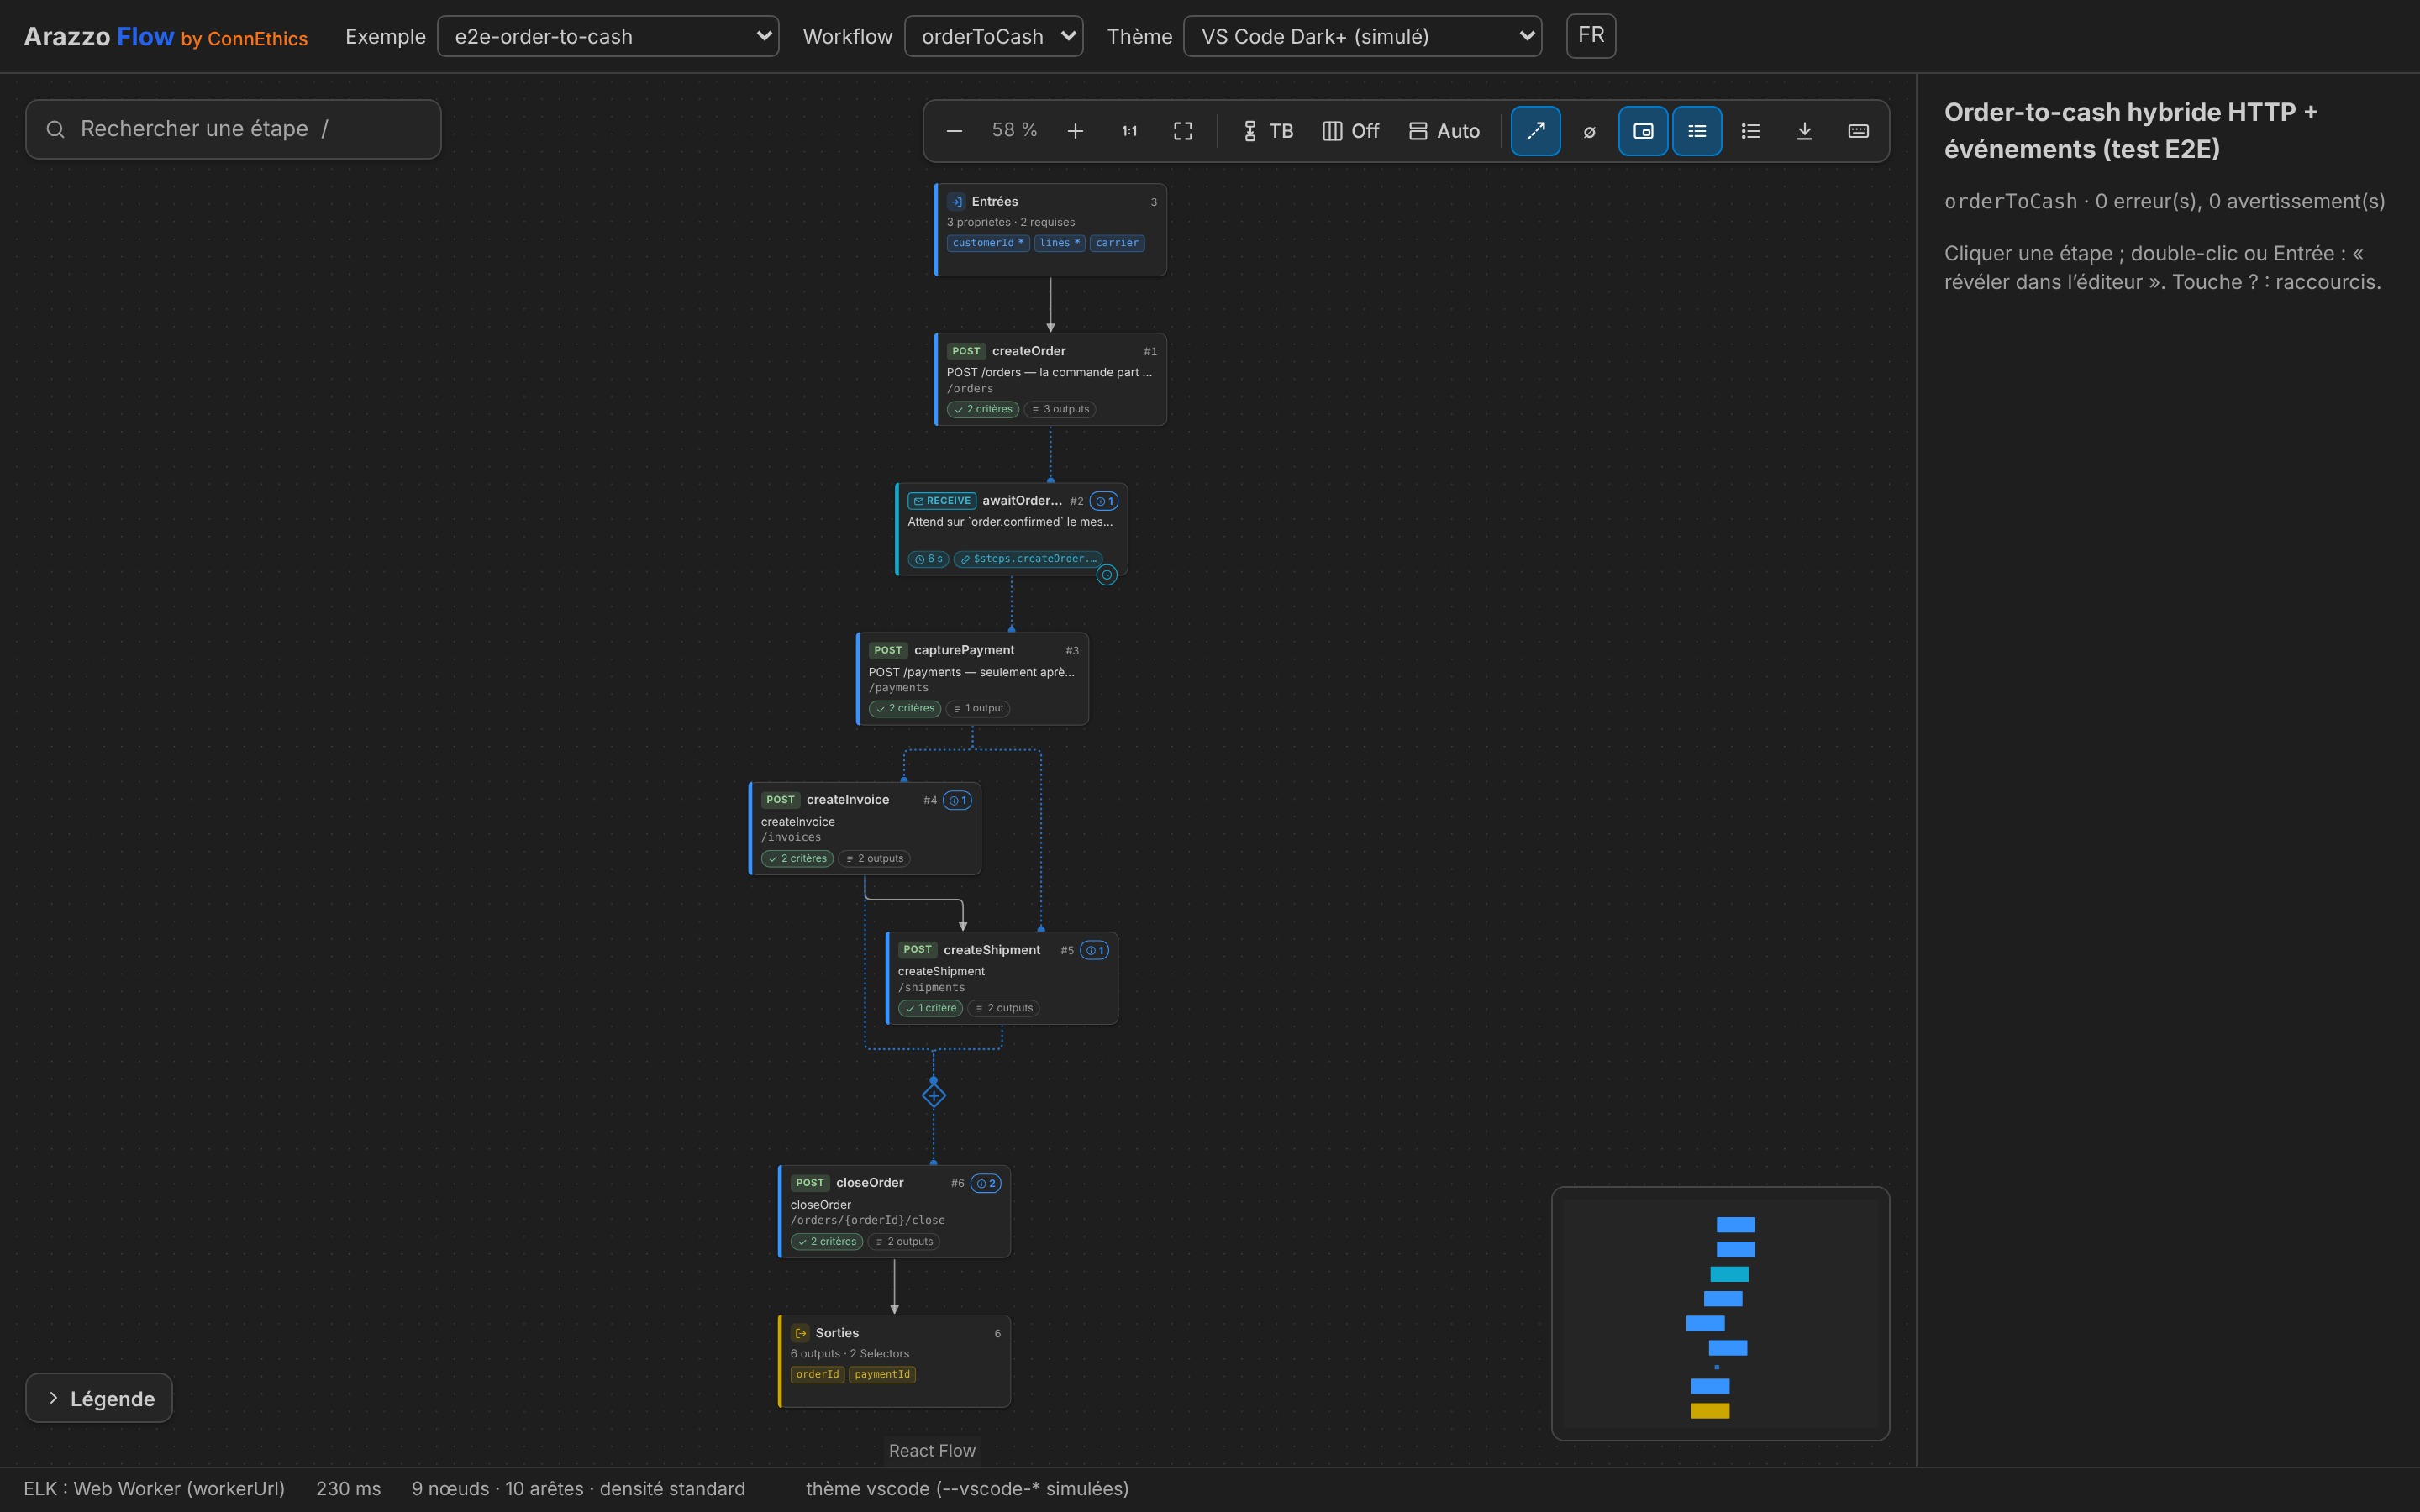 Arazzo Flow by ConnEthics Exemple e2e-order-to-cash Workflow orderToCash Thème VS Code Dark+ (simulé) FR
Rechercher une étape /
58 % 1:1 TB Off Auto
Order-to-cash hybride HTTP +
événements (test E2E)
orderToCash · 0 erreur(s), 0 avertissement(s)
Cliquer une étape ; double-clic ou Entrée : «
révéler dans l’éditeur ». Touche ? : raccourcis.
Entrées 3
3 propriétés · 2 requises
customerId * lines * carrier
POST createOrder #1
POST /orders — la commande part ...
/orders
2 critères 3 outputs
RECEIVE awaitOrder... #2 1
Attend sur `order.confirmed` le mes...
6 s $steps.createOrder.…
POST capturePayment #3
POST /payments — seulement aprè...
/payments
2 critères 1 output
POST createInvoice #4 1
createInvoice
/invoices
2 critères 2 outputs
POST createShipment #5 1
createShipment
/shipments
1 critère 2 outputs
POST closeOrder #6 2
closeOrder
/orders/{orderId}/close
2 critères 2 outputs
Sorties 6
6 outputs · 2 Selectors
orderId paymentId
Légende
React Flow
ELK : Web Worker (workerUrl) 230 ms 9 nœuds · 10 arêtes · densité standard thème vscode (--vscode-* simulées)